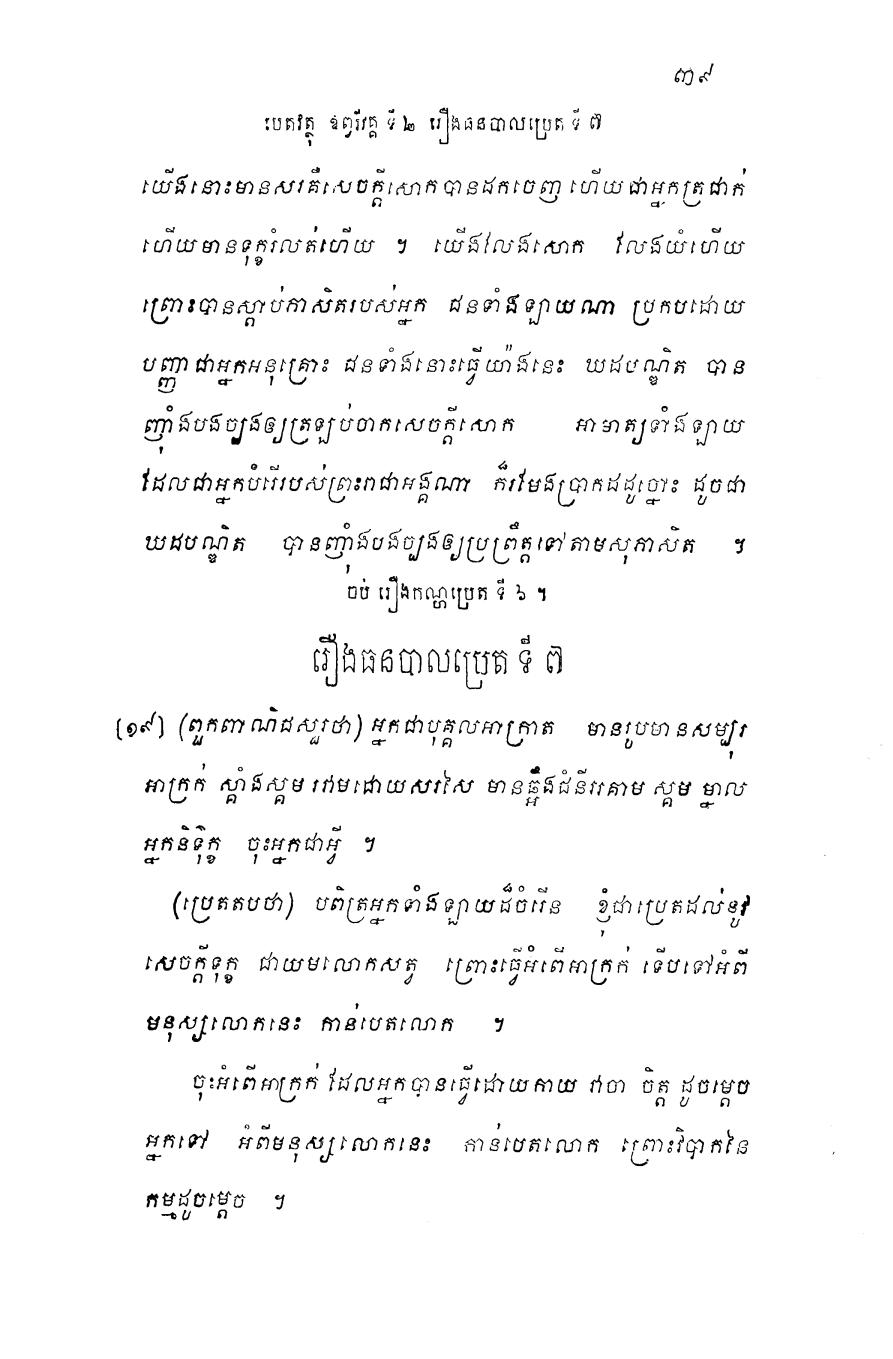 ៣៩
បេតវត្ថុ ឧព្វរីវគ្គ ទី ២ រឿងធនបាលប្រេត ទី ៧
យើងនោះមានសរគឺសេចក្តីសោកបានដកចេញ ហើយជាអ្នកត្រជាក់
ហើយមានទុក្ខរំលត់ហើយ ។ យើងលែងសោក លែងយំហើយ
ព្រោះបានស្តាប់ភាសិតរបស់អ្នក ជនទាំងឡាយណា ប្រកបដោយ
បញ្ញាជាអ្នកអនុគ្រោះ ជនទាំងនោះធ្វើយ៉ាងនេះ ឃដបណ្ឌិត បាន
ញ៉ាំងបងច្បងឲ្យត្រឡប់ចាកសេចក្តីសោក អាមាត្យទាំងឡាយ
ដែលជាអ្នកបំរើរបស់ព្រះរាជាអង្គណា ក៏រមែងប្រាកដដូច្នោះ ដូចជា
ឃដបណ្ឌិត បានញ៉ាំងបងច្បងឲ្យប្រព្រឹត្តទៅតាមសុភាសិត ។
ចប់ រឿងកណ្ហប្រេត ទី ៦ ។
រឿងធនបាលប្រេត ទី ៧
[១៩] (ពួកពាណិជសួរថា) អ្នកជាបុគ្គលអាក្រាត មានរូបមានសម្បុរ
អាក្រក់ ស្គាំងស្គម រវាមដោយសរសៃ មានឆ្អឹងជំនីររតាម ស្គម ម្នាល
អ្នកនិទ៌ុក្ខ ចុះអ្នកជាអ្វី ។
(ប្រេតតបថា) បពិត្រអ្នកទាំងឡាយដ៏ចំរើន ខ្ញុំជាប្រេតដល់នូវ
សេចក្តីទុក្ខ ជាយមលោកសត្វ ព្រោះធ្វើអំពើអាក្រក់ ទើបទៅអំពី
មនុស្សលោកនេះ កាន់បេតលោក ។
ចុះអំពើអាក្រក់ ដែលអ្នកបានធ្វើដោយកាយ វាចា ចិត្ត ដូចម្តេច
អ្នកទៅ អំពីមនុស្សលោកនេះ កាន់បេតលោក ព្រោះវិបាកនៃ
កម្មដូចម្តេច ។